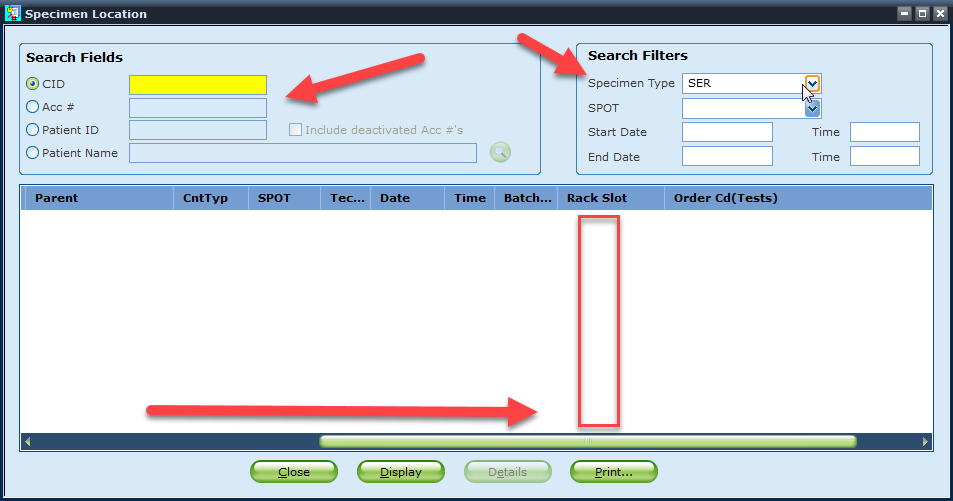 Specimen Location
Search Fields
CID
Acc #
Patient ID
Include deactivated Acc #'s
Patient Name
Search Filters
Specimen Type SER
SPOT
Start Date Time
End Date Time
Parent CntTyp SPOT Tec... Date Time Batch... Rack Slot Order Cd(Tests)
Close Display Details Print...